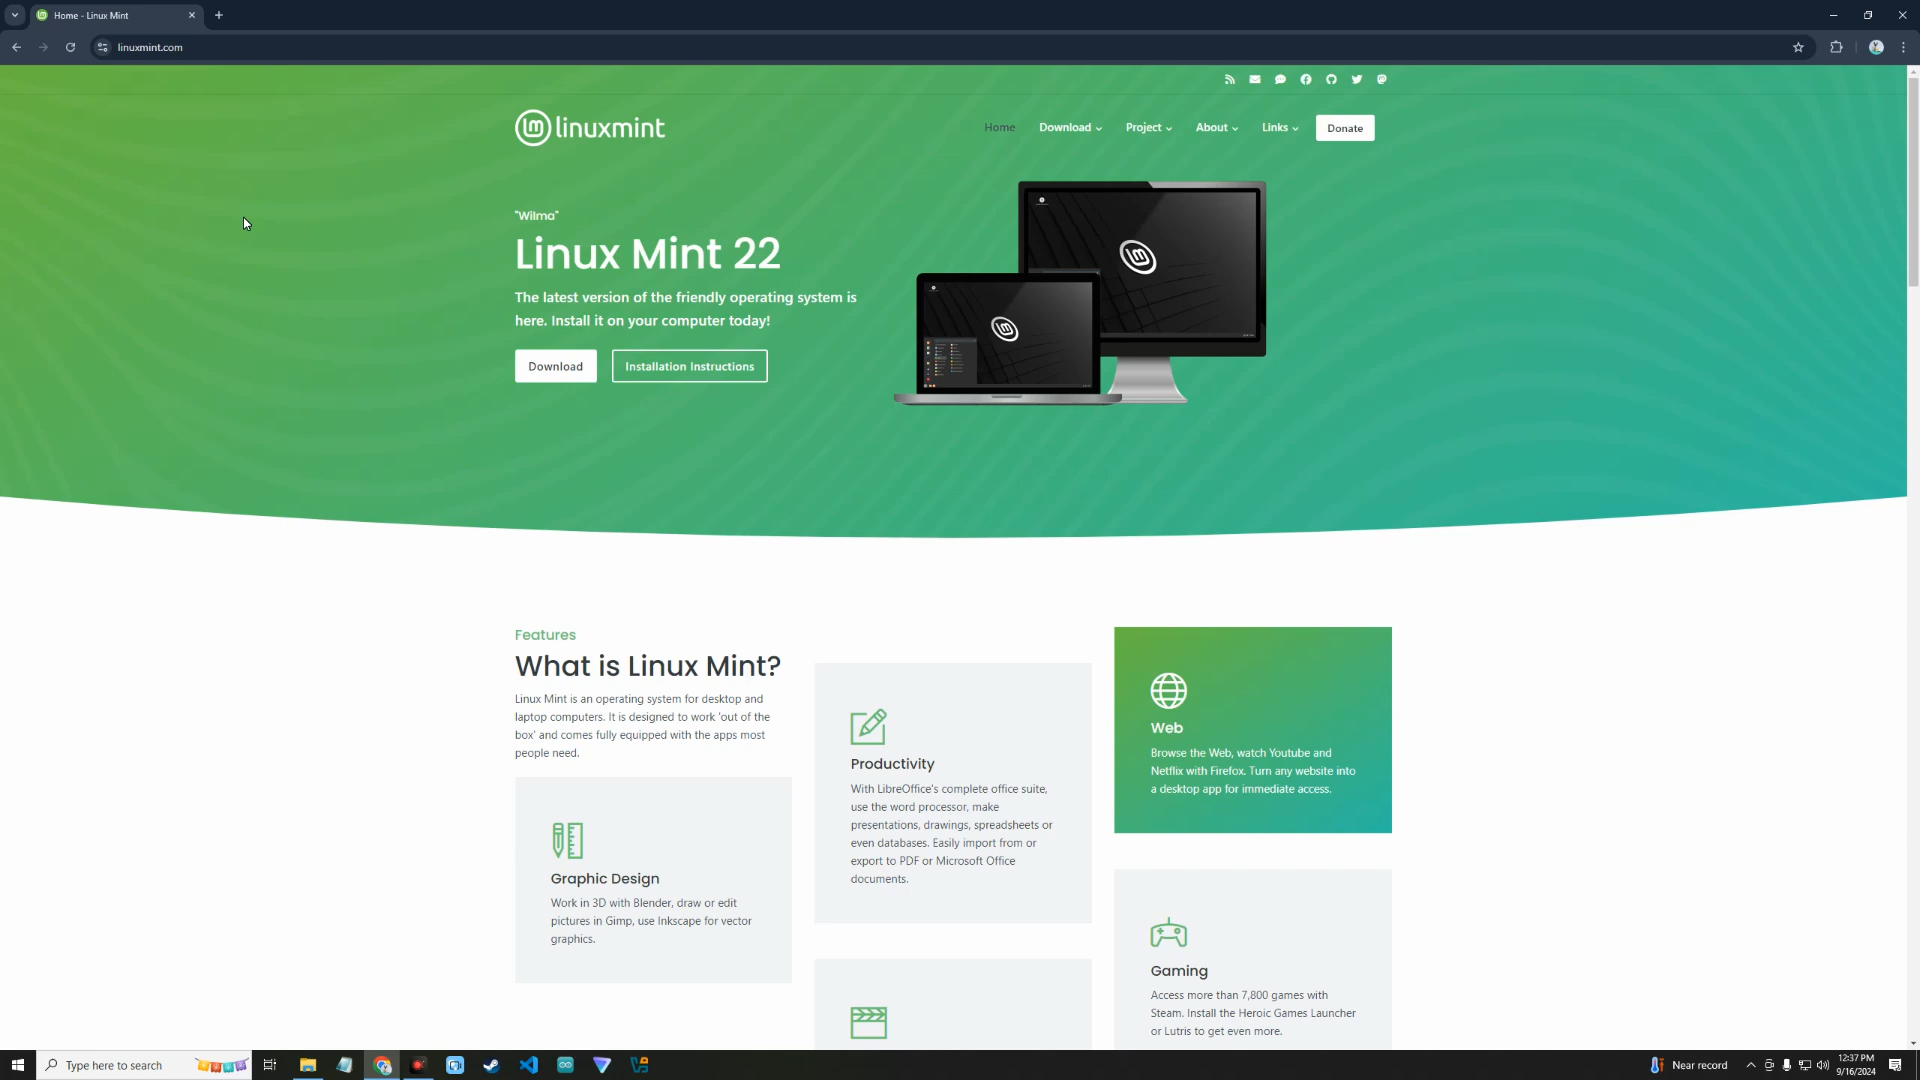 Home - Linux Mint
linuxmint.com
linuxmint
Home
Download
Project
About
Links
Donate
"Wilma"
Linux Mint 22
The latest version of the friendly operating system is
here. Install it on your computer today!
Download
Installation Instructions
Features
What is Linux Mint?
Linux Mint is an operating system for desktop and
laptop computers. It is designed to work 'out of the
box' and comes fully equipped with the apps most
people need.
Graphic Design
Work in 3D with Blender, draw or edit
pictures in Gimp, use Inkscape for vector
graphics.
Productivity
With LibreOffice's complete office suite,
use the word processor, make
presentations, drawings, spreadsheets or
even databases. Easily import from or
export to PDF or Microsoft Office
documents.
Web
Browse the Web, watch Youtube and
Netflix with Firefox. Turn any website into
a desktop app for immediate access.
Gaming
Access more than 7,800 games with
Steam. Install the Heroic Games Launcher
or Lutris to get even more.
Type here to search
Near record
12:37 PM
9/16/2024